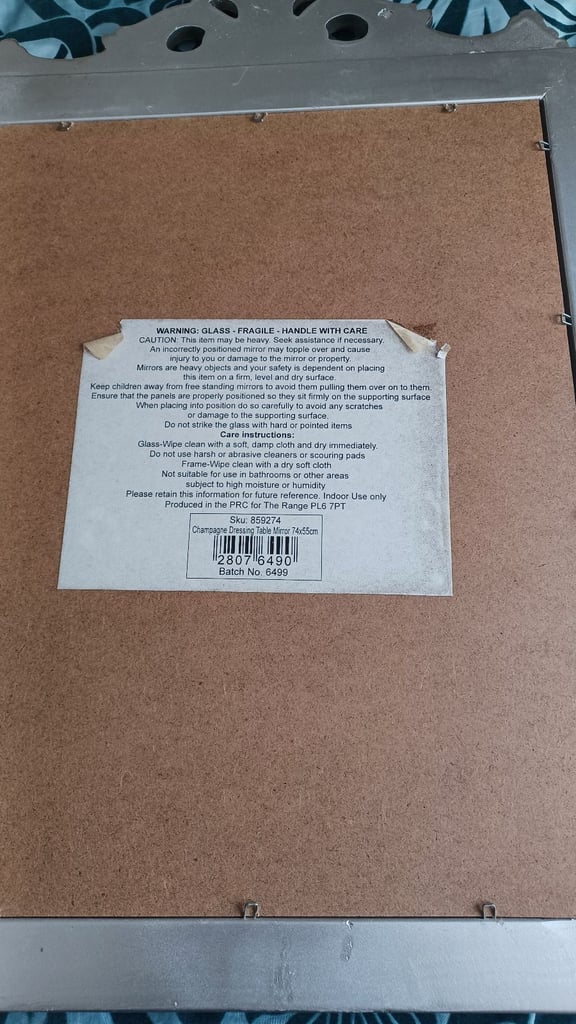 WARNING: GLASS - FRAGILE - HANDLE WITH CARE
CAUTION: This item may be heavy. Seek assistance if necessary.
An incorrectly positioned mirror may topple over and cause
injury to you or damage to the mirror or property.
Mirrors are heavy objects and your safety is dependent on placing
this item on a firm, level and dry surface.
Keep children away from free standing mirrors to avoid them pulling them over on to them.
Ensure that the panels are properly positioned so they sit firmly on the supporting surface
When placing into position do so carefully to avoid any scratches
or damage to the supporting surface.
Do not strike the glass with hard or pointed items
Care instructions:
Glass-Wipe clean with a soft, damp cloth and dry immediately.
Do not use harsh or abrasive cleaners or scouring pads
Frame-Wipe clean with a dry soft cloth
Not suitable for use in bathrooms or other areas
subject to high moisture or humidity
Please retain this information for future reference. Indoor Use only
Produced in the PRC for The Range PL6 7PT
Sku: 859274
Champagne Dressing Table Mirror 74x55cm
2807 6490
Batch No. 6499